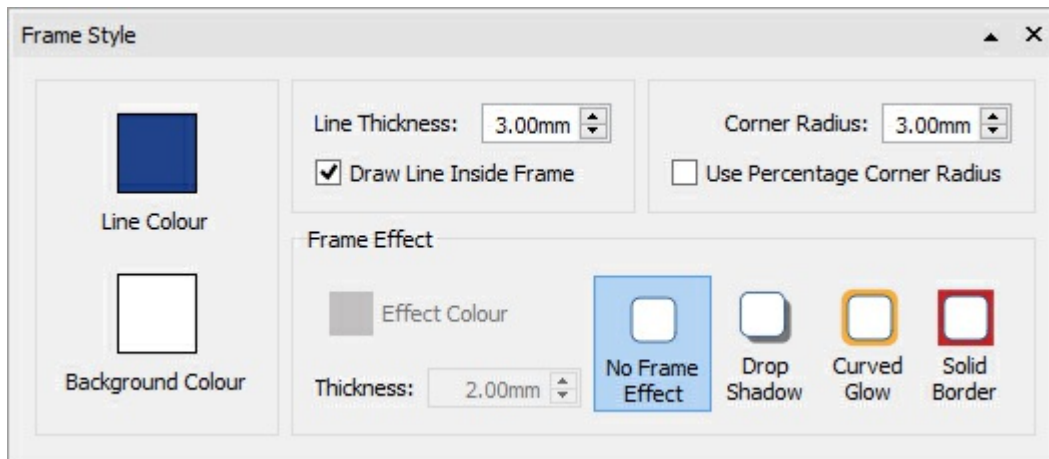 Frame Style
Line Colour
Background Colour
Line Thickness: 3.00mm
Draw Line Inside Frame
Corner Radius: 3.00mm
Use Percentage Corner Radius
Frame Effect
Effect Colour
Thickness: 2.00mm
No Frame
Effect
Drop
Shadow
Curved
Glow
Solid
Border